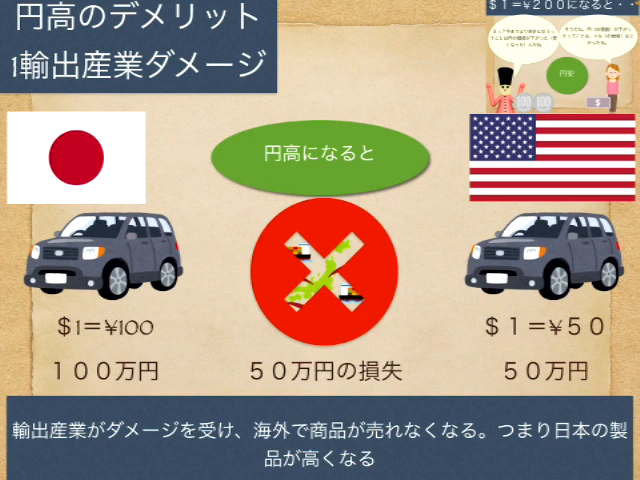 円高のデメリット
1輸出産業ダメージ
＄１＝¥２００になると・・
円安
$
100 100
円高になると
＄1＝¥100
１００万円
５０万円の損失
＄１＝¥５０
５０万円
輸出産業がダメージを受け、海外で商品が売れなくなる。つまり日本の製
品が高くなる